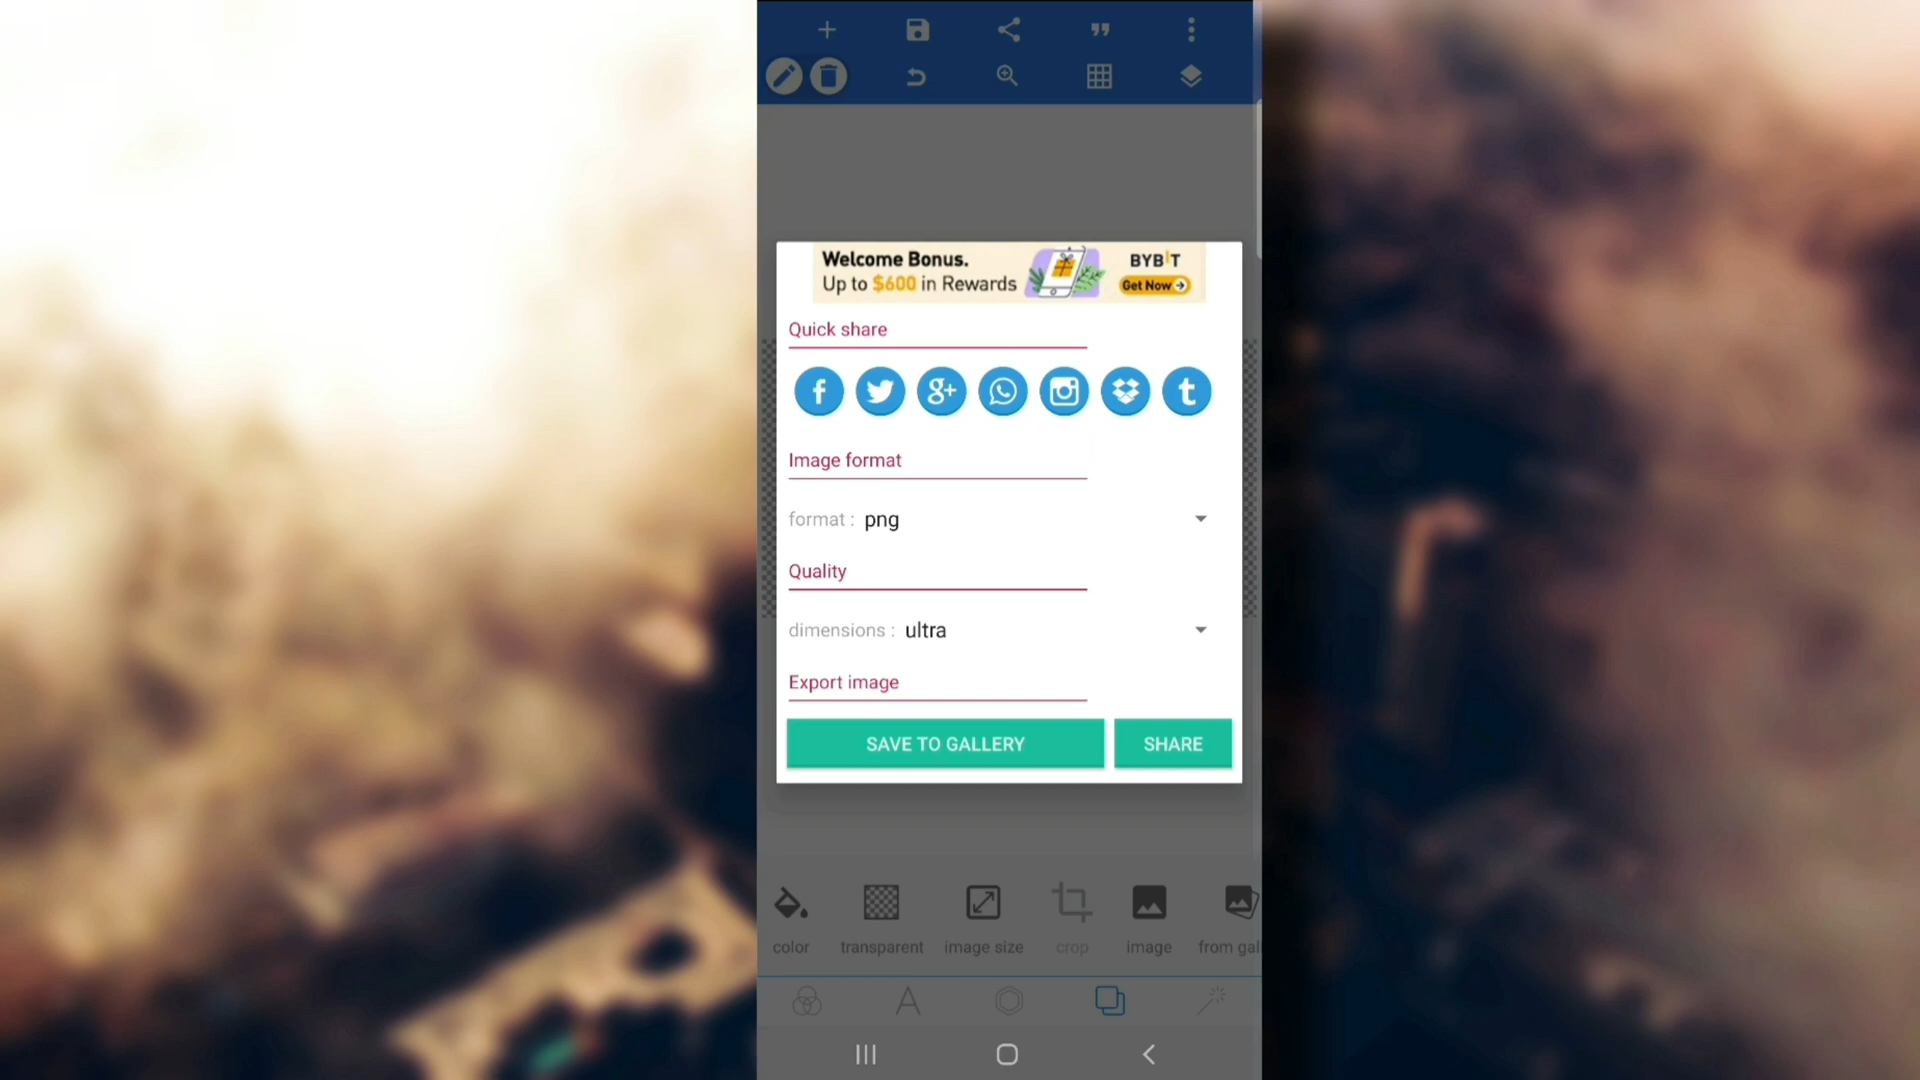 Welcome Bonus.
Up to $600 in Rewards
BYBIT
Get Now
Quick share
Image format
format : png
Quality
dimensions : ultra
Export image
SAVE TO GALLERY
SHARE
color
transparent
image size
crop
image
from gal